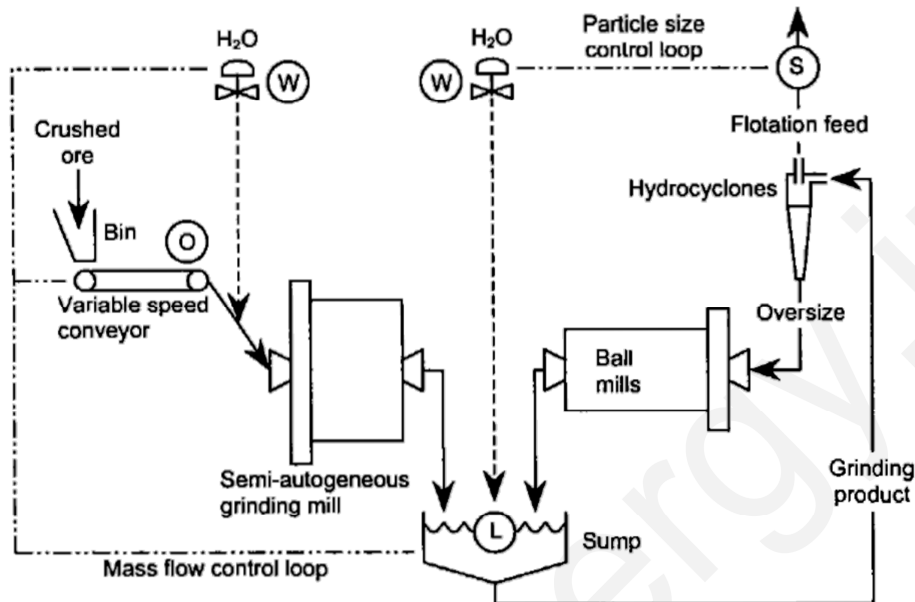 H₂O
W
Crushed
ore
Bin
O
Variable speed
conveyor
Semi-autogeneous
grinding mill
Mass flow control loop
H₂O
W
Particle size
control loop
S
Flotation feed
Hydrocyclones
Oversize
Ball
mills
Grinding
product
L
Sump